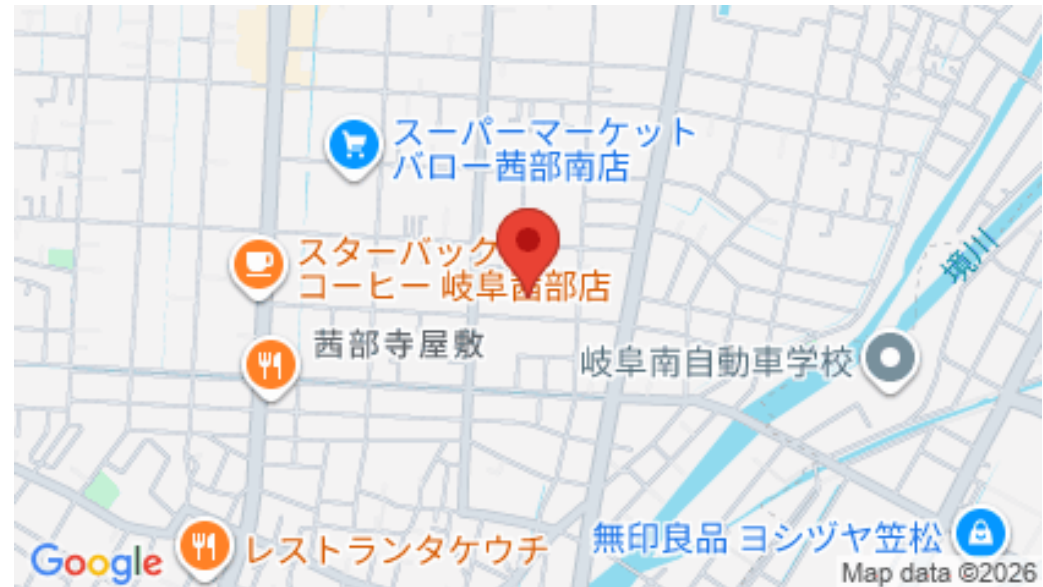 スーパーマーケット
バロー茜部南店
スターバック
コーヒー 岐阜茜部店
茜部寺屋敷
境川
岐阜南自動車学校
無印良品 ヨシヅヤ笠松
レストランタケウチ
Google
Map data ©2026